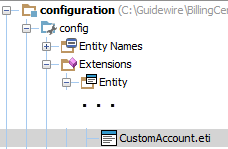 configuration (C:\Guidewire\BillingCen
config
Entity Names
Extensions
Entity
. . .
CustomAccount.eti